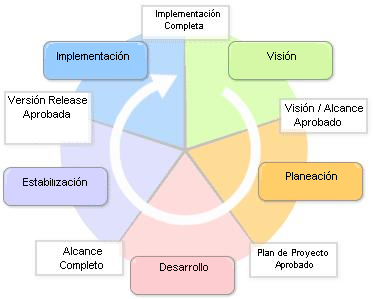 Implementación
Completa
Implementación
Visión
Versión Release
Aprobada
Visión / Alcance
Aprobado
Estabilización
Planeación
Alcance
Completo
Desarrollo
Plan de Proyecto
Aprobado